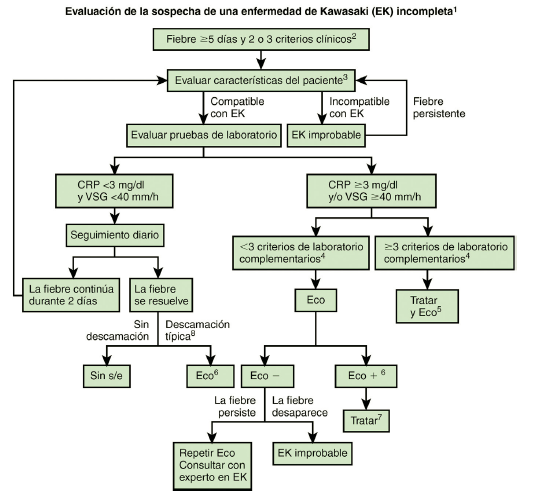 Evaluación de la sospecha de una enfermedad de Kawasaki (EK) incompleta¹
Fiebre ≥5 días y 2 o 3 criterios clínicos²
Evaluar características del paciente³
Compatible
con EK
Incompatible
con EK
Fiebre
persistente
Evaluar pruebas de laboratorio
EK improbable
CRP <3 mg/dl
y VSG <40 mm/h
CRP ≥3 mg/dl
y/o VSG ≥40 mm/h
Seguimiento diario
<3 criterios de laboratorio
complementarios⁴
≥3 criterios de laboratorio
complementarios⁴
La fiebre continúa
durante 2 días
La fiebre
se resuelve
Eco
Tratar
y Eco⁵
Sin
descamación
Descamación
típica⁸
Sin s/e
Eco⁶
Eco −
Eco + ⁶
La fiebre
persiste
La fiebre
desaparece
Tratar⁷
Repetir Eco
Consultar con
experto en EK
EK improbable